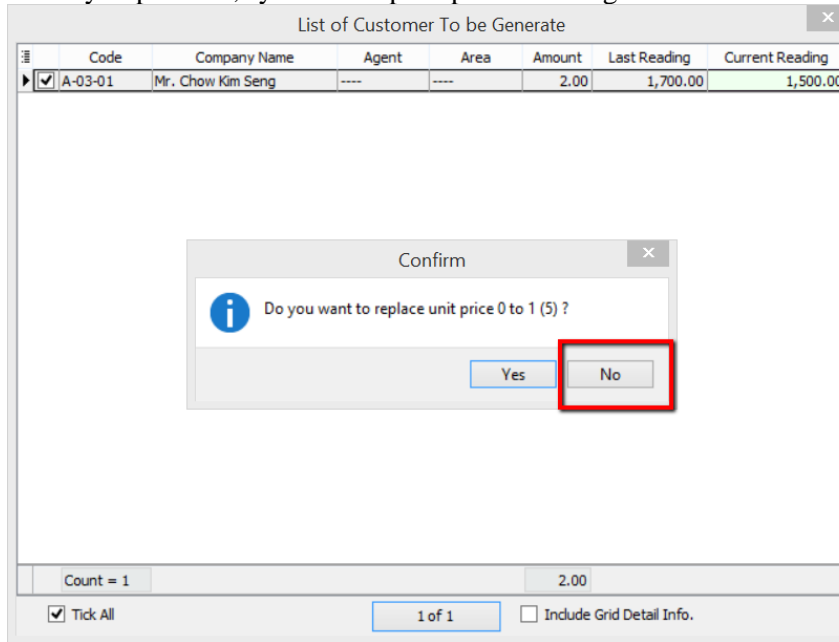 List of Customer To be Generate
Code Company Name Agent Area Amount Last Reading Current Reading
A-03-01 Mr. Chow Kim Seng ---- ---- 2.00 1,700.00 1,500.00
Confirm
Do you want to replace unit price 0 to 1 (5) ?
Yes No
Count = 1 2.00
Tick All 1 of 1 Include Grid Detail Info.